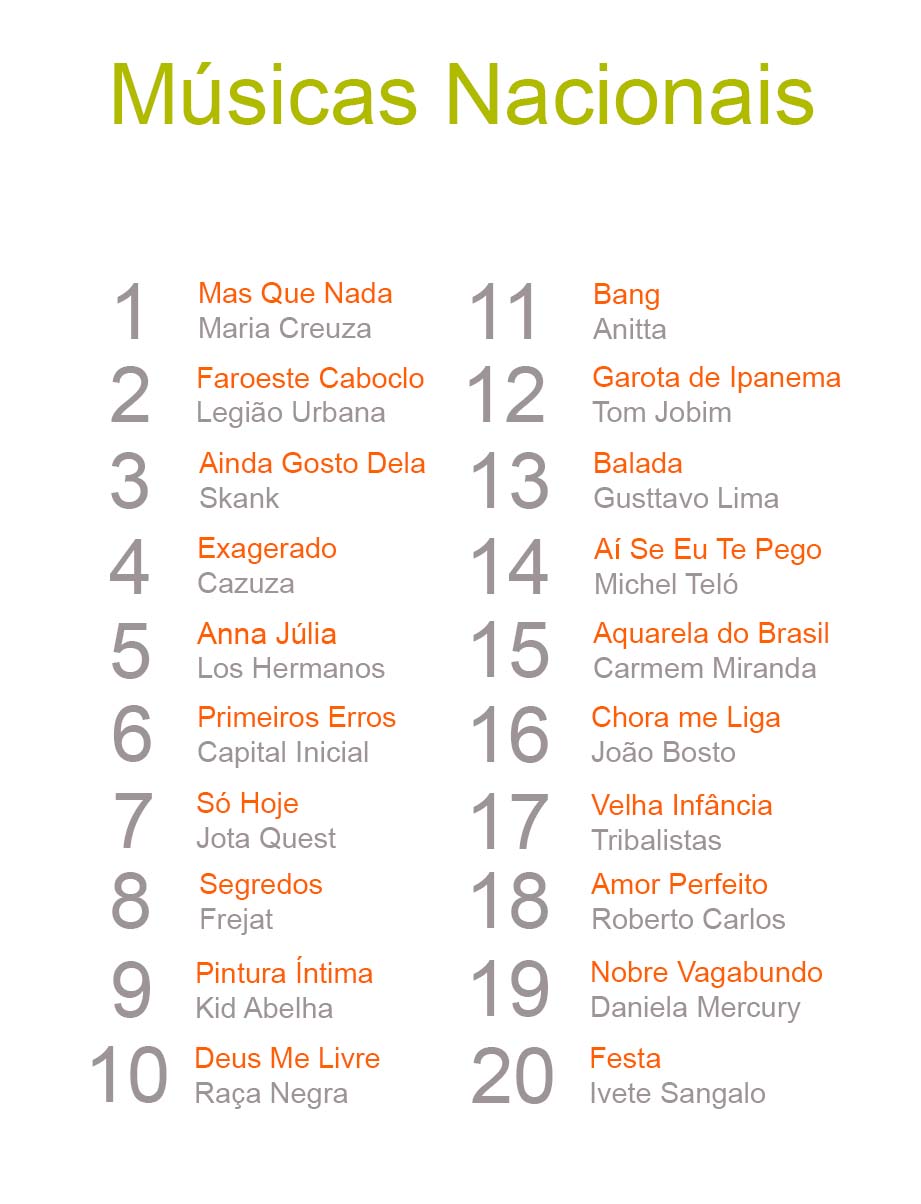 Músicas Nacionais
1
Mas Que Nada
Maria Creuza
2
Faroeste Caboclo
Legião Urbana
3
Ainda Gosto Dela
Skank
4
Exagerado
Cazuza
5
Anna Júlia
Los Hermanos
6
Primeiros Erros
Capital Inicial
7
Só Hoje
Jota Quest
8
Segredos
Frejat
9
Pintura Íntima
Kid Abelha
10
Deus Me Livre
Raça Negra
11
Bang
Anitta
12
Garota de Ipanema
Tom Jobim
13
Balada
Gusttavo Lima
14
Aí Se Eu Te Pego
Michel Teló
15
Aquarela do Brasil
Carmem Miranda
16
Chora me Liga
João Bosto
17
Velha Infância
Tribalistas
18
Amor Perfeito
Roberto Carlos
19
Nobre Vagabundo
Daniela Mercury
20
Festa
Ivete Sangalo